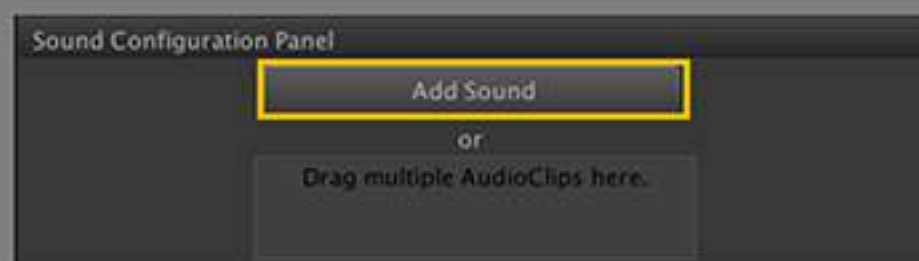 Sound Configuration Panel
Add Sound
or
Drag multiple AudioClips here.